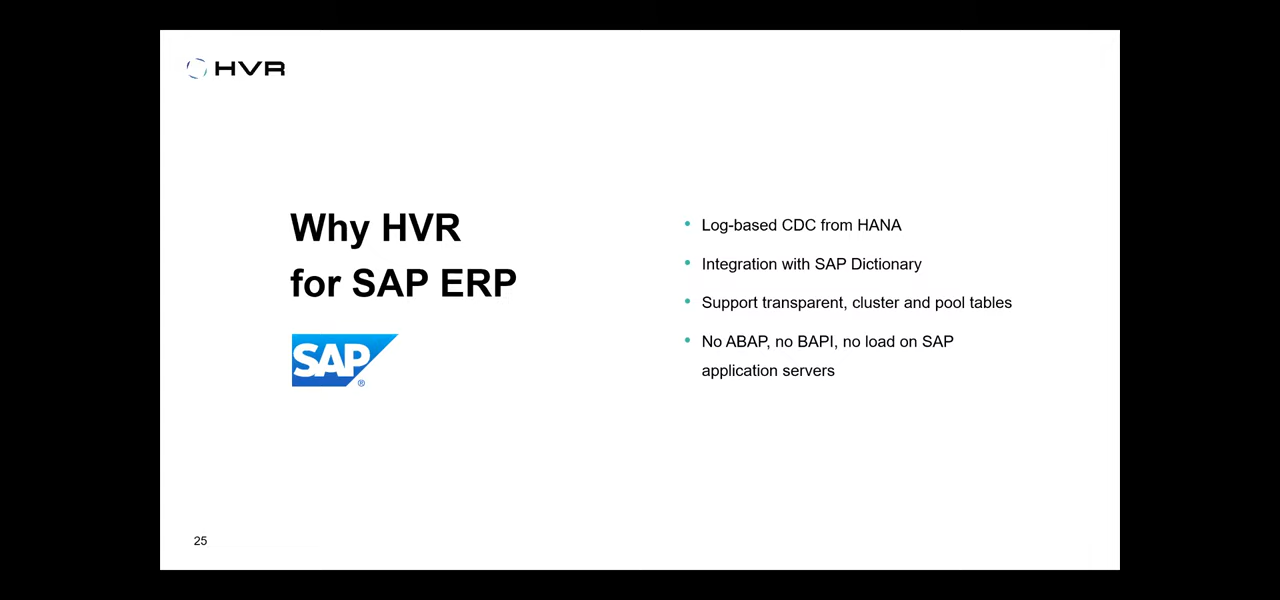 HVR
Why HVR
for SAP ERP
SAP®
• Log-based CDC from HANA
• Integration with SAP Dictionary
• Support transparent, cluster and pool tables
• No ABAP, no BAPI, no load on SAP
application servers
25